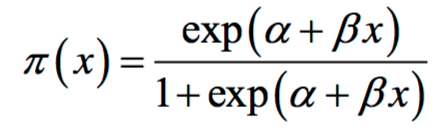 π(x) = exp(α + βx) / 1 + exp(α + βx)